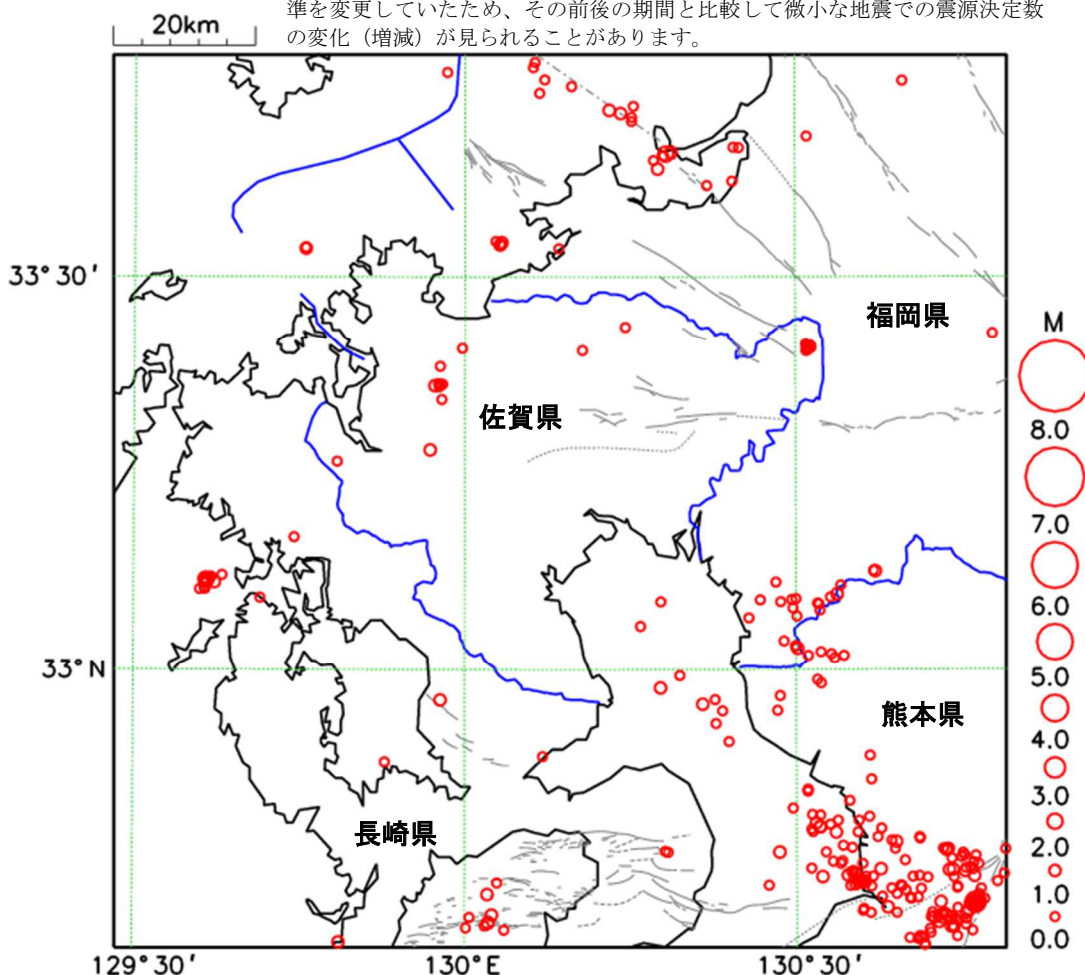 準を変更していたため、その前後の期間と比較して微小な地震での震源決定数
の変化（増減）が見られることがあります。
20km
33°30′
福岡県
M
8.0
佐賀県
7.0
6.0
5.0
33°N
熊本県
4.0
3.0
長崎県
2.0
1.0
0.0
129°30′
130°E
130°30′